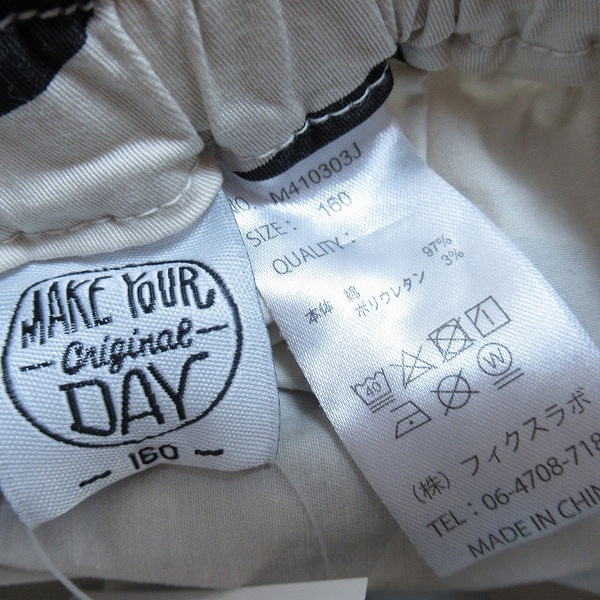 MAKE YOUR
Original
DAY
160
NO. M410303J
SIZE: 160
QUALITY:
本体 綿 97%
ポリウレタン 3%
40
W
(株) フィクスラボ
TEL: 06-4708-718
MADE IN CHIN